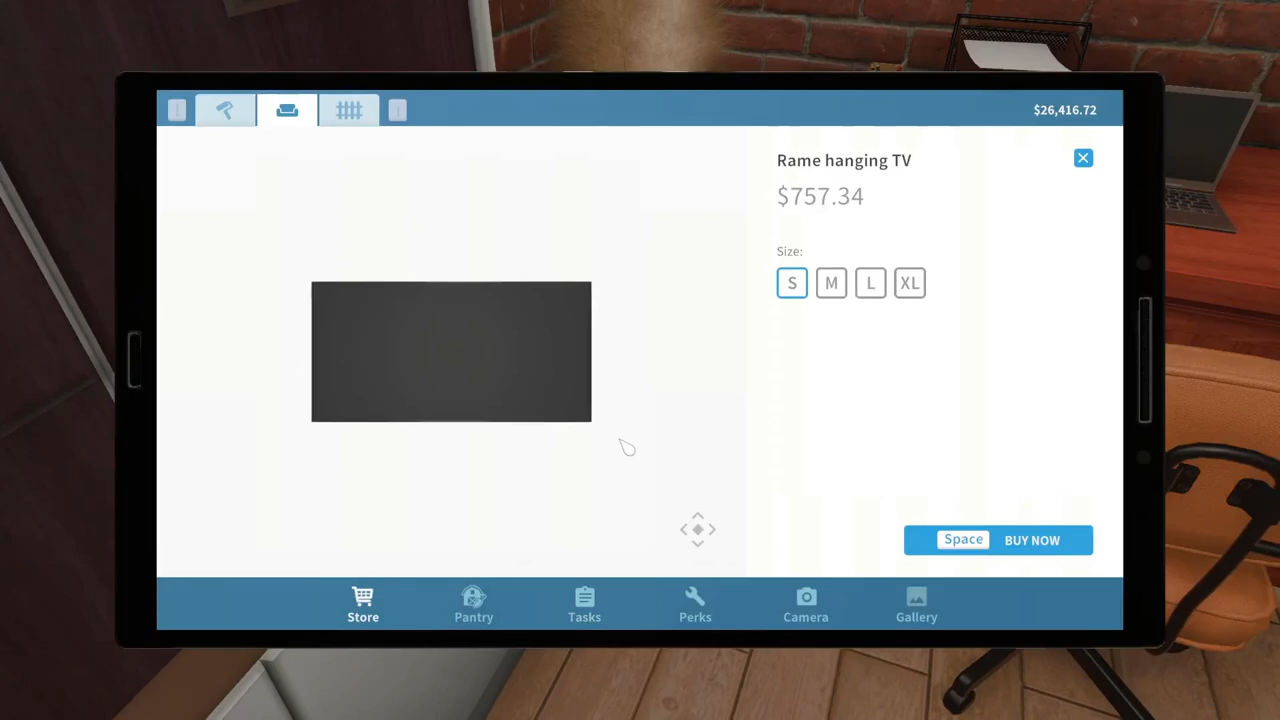 $26,416.72
Rame hanging TV
$757.34
Size:
S M L XL
Space BUY NOW
Store Pantry Tasks Perks Camera Gallery